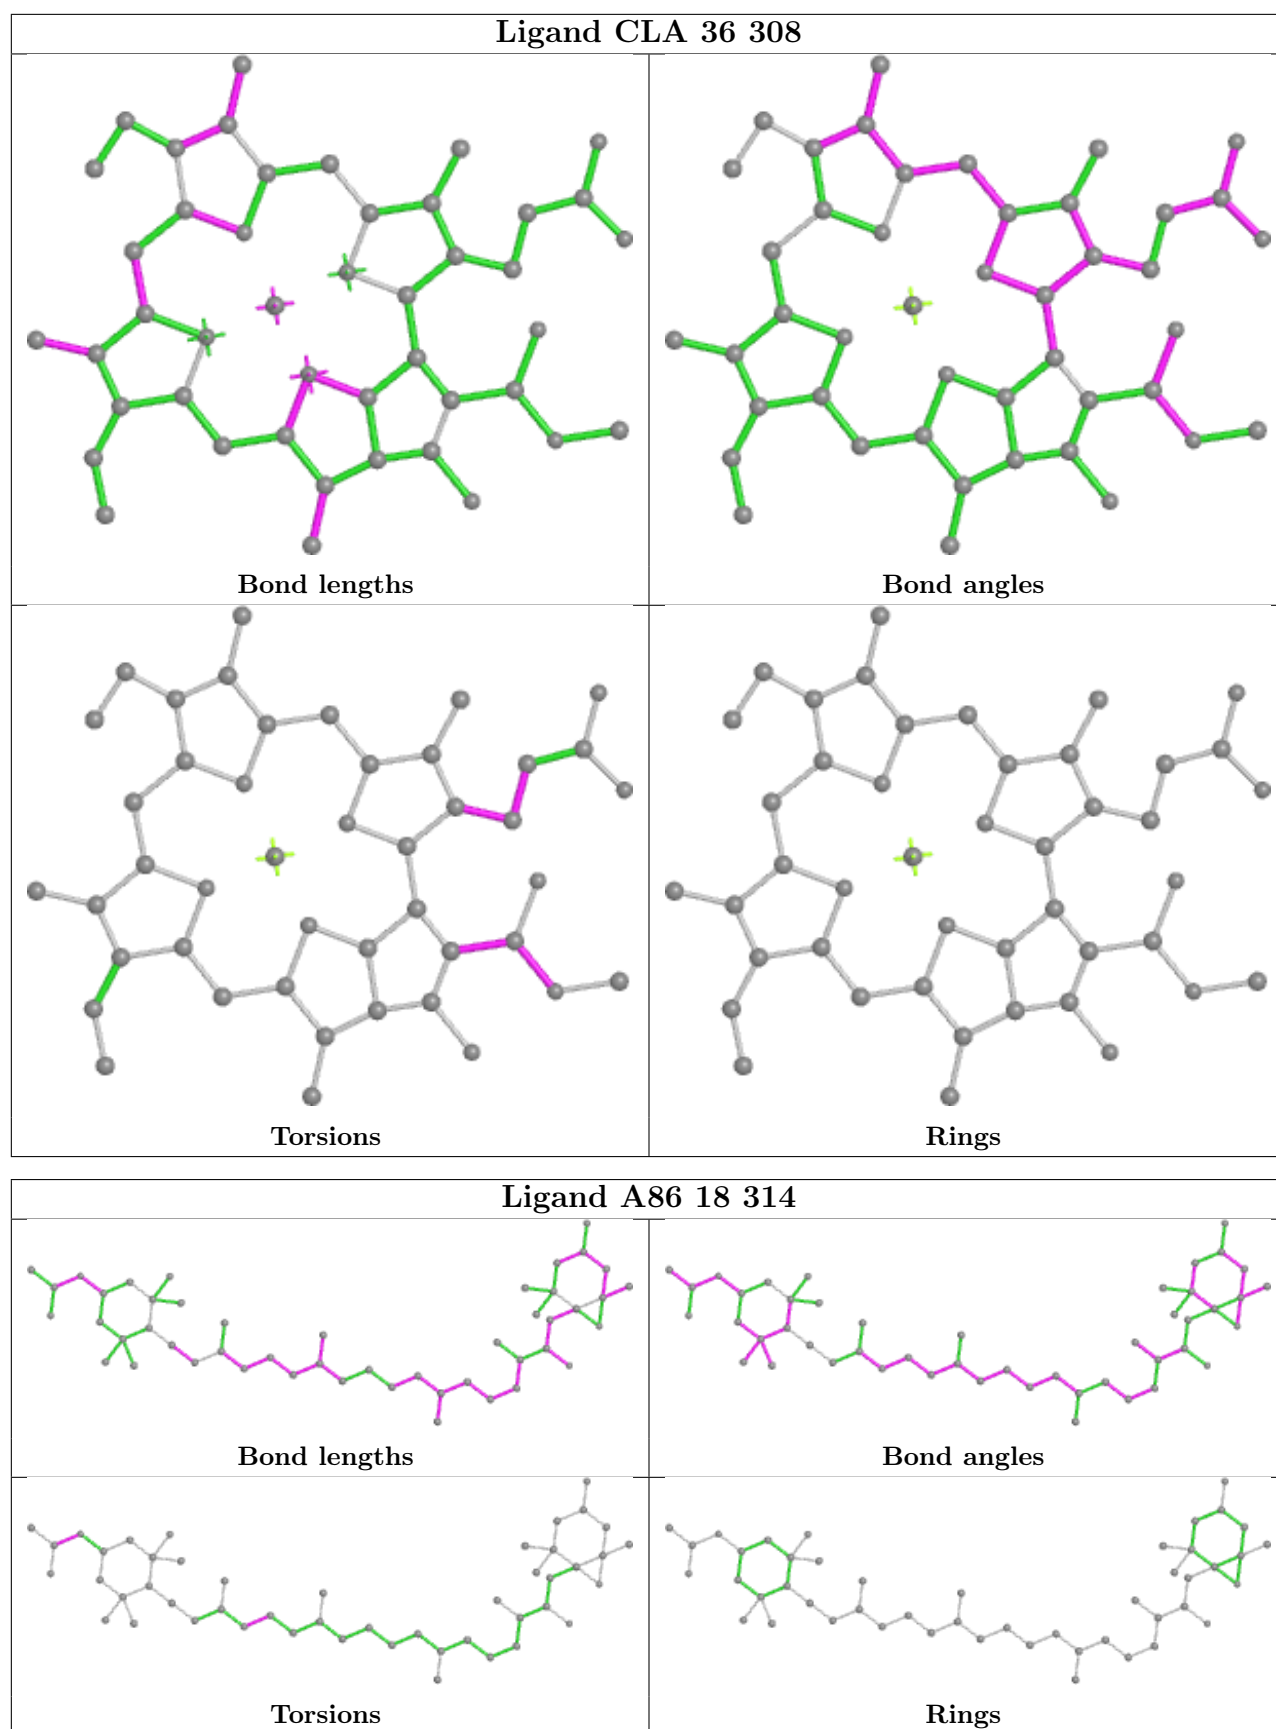 Ligand CLA 36 308
Bond lengths
Bond angles
Torsions
Rings
Ligand A86 18 314
Bond lengths
Bond angles
Torsions
Rings